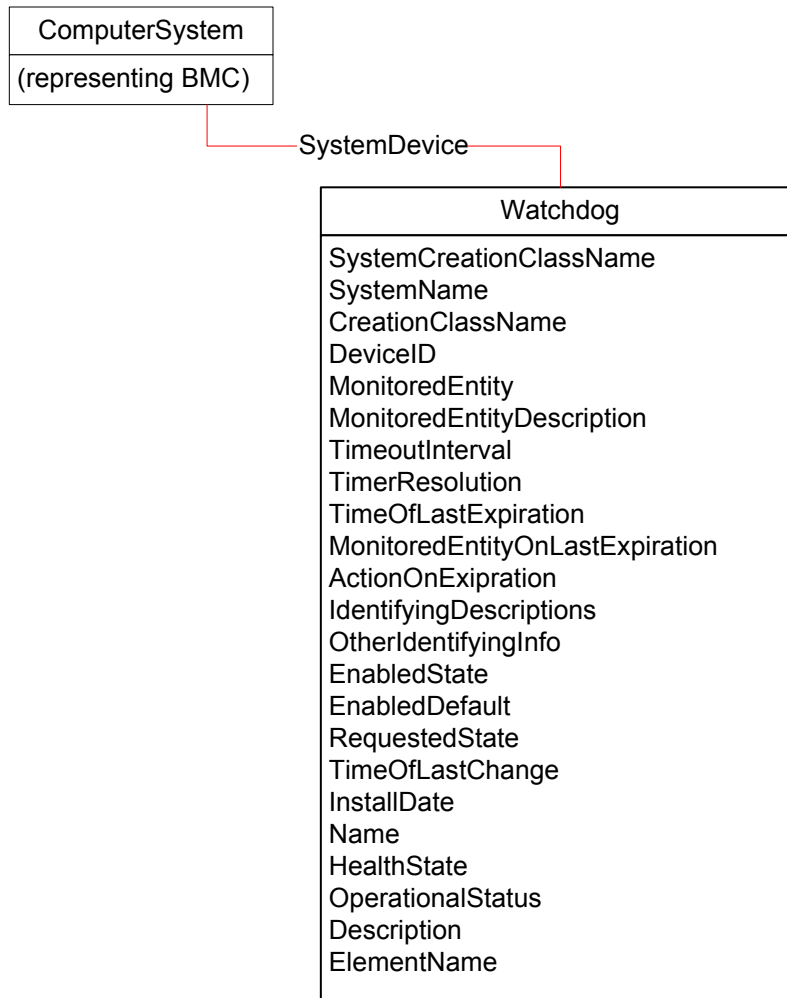 ComputerSystem
(representing BMC)
SystemDevice
Watchdog
SystemCreationClassName
SystemName
CreationClassName
DeviceID
MonitoredEntity
MonitoredEntityDescription
TimeoutInterval
TimerResolution
TimeOfLastExpiration
MonitoredEntityOnLastExpiration
ActionOnExipration
IdentifyingDescriptions
OtherIdentifyingInfo
EnabledState
EnabledDefault
RequestedState
TimeOfLastChange
InstallDate
Name
HealthState
OperationalStatus
Description
ElementName